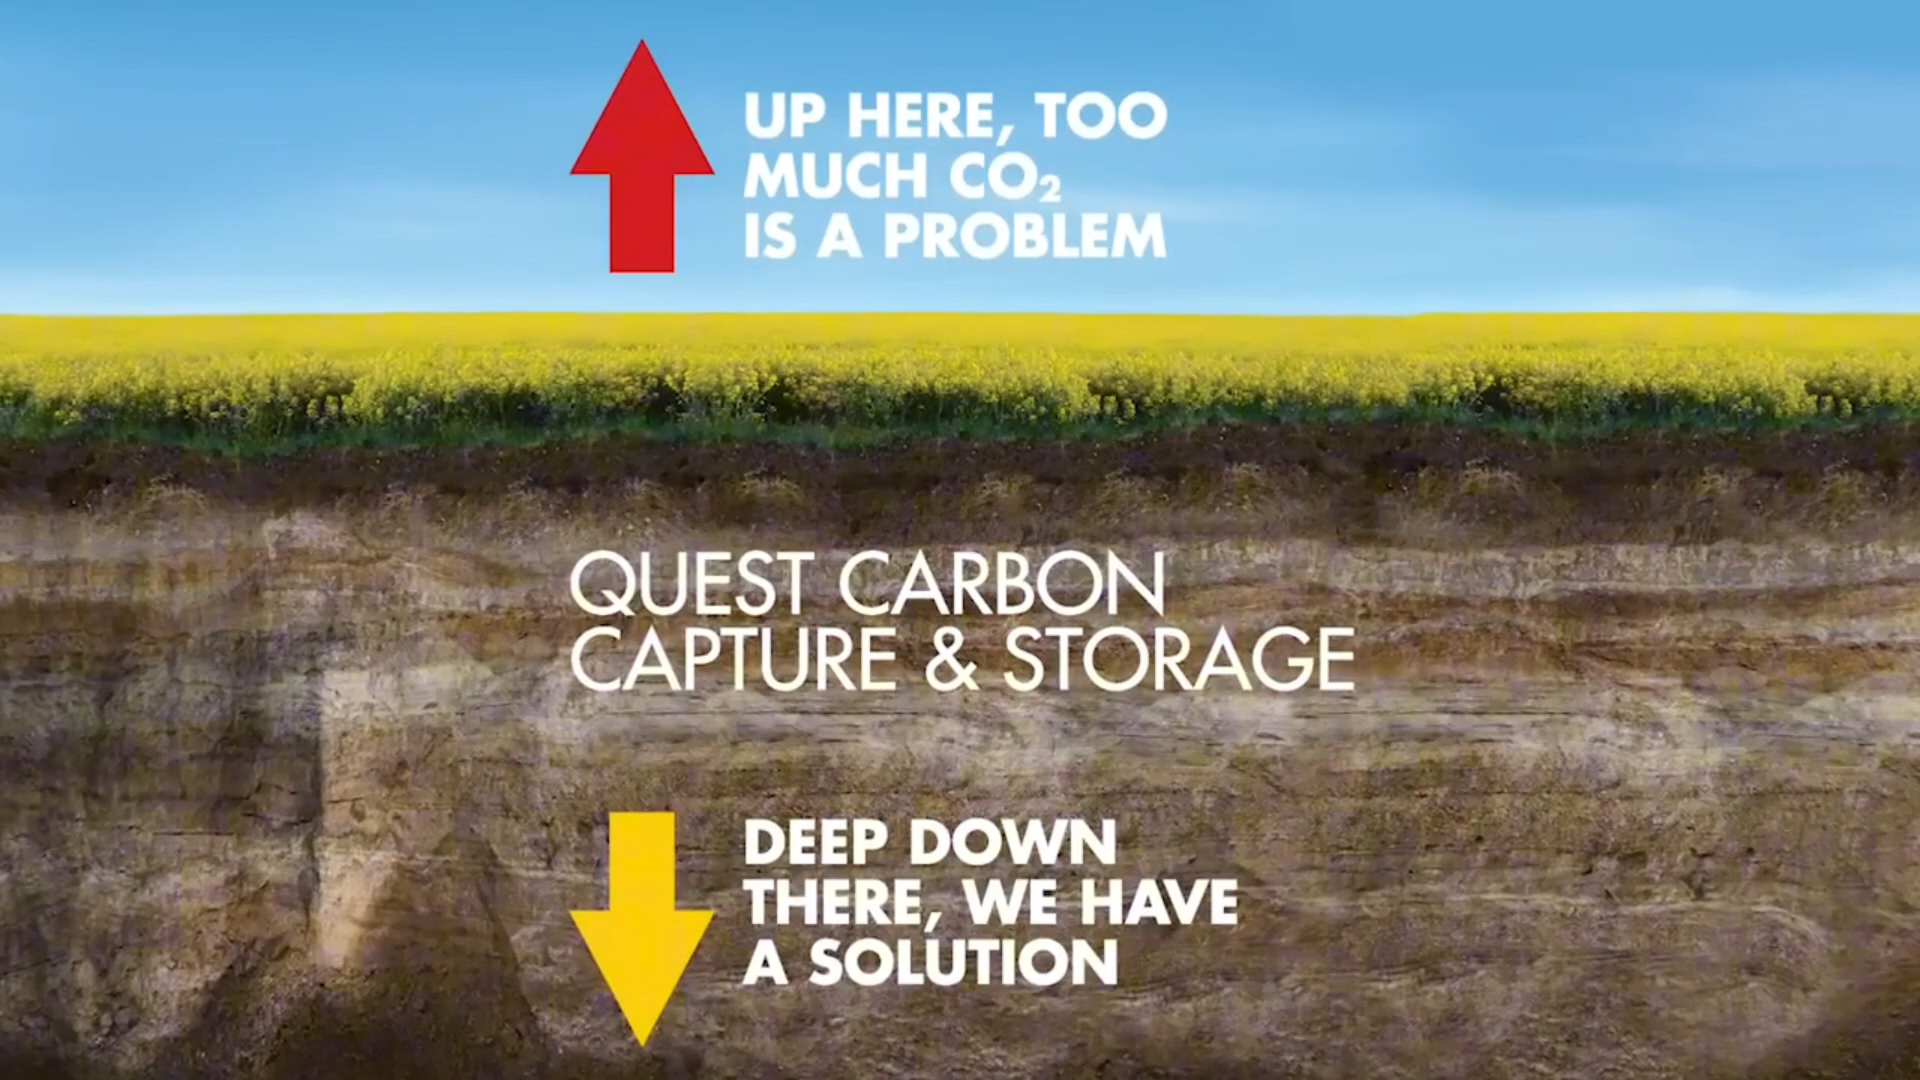 UP HERE, TOO
MUCH CO₂
IS A PROBLEM
QUEST CARBON
CAPTURE & STORAGE
DEEP DOWN
THERE, WE HAVE
A SOLUTION